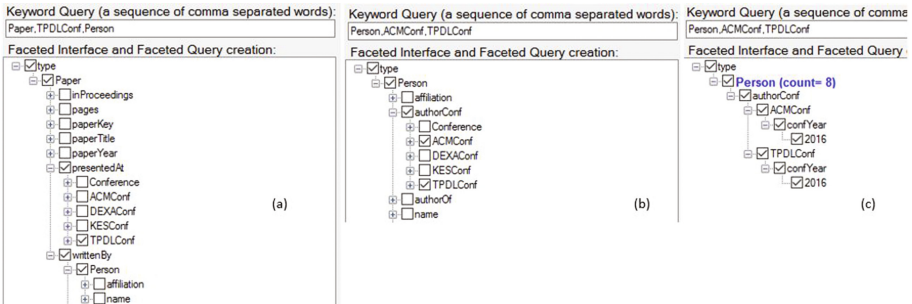 Keyword Query (a sequence of comma separated words):
Paper,TPDLConf,Person
Faceted Interface and Faceted Query creation:
type
Paper
inProceedings
pages
paperKey
paperTitle
paperYear
presentedAt
Conference
ACMConf
DEXAConf
KESConf
TPDLConf
writtenBy
Person
affiliation
name
(a)
Keyword Query (a sequence of comma separated words):
Person,ACMConf,TPDLConf
Faceted Interface and Faceted Query creation:
type
Person
affiliation
authorConf
Conference
ACMConf
DEXAConf
KESConf
TPDLConf
authorOf
name
(b)
Keyword Query (a sequence of comma
Person,ACMConf,TPDLConf
Faceted Interface and Faceted Query
type
Person (count= 8)
authorConf
ACMConf
confYear
2016
TPDLConf
confYear
2016
(c)